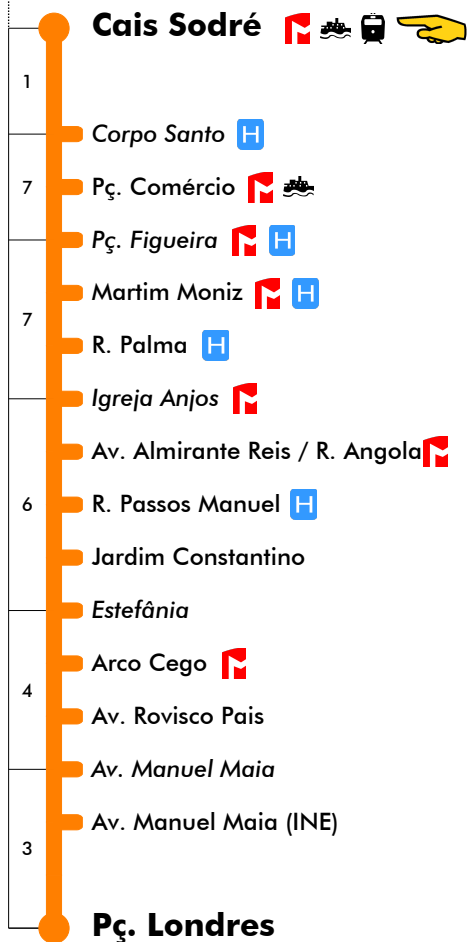 Cais Sodré
1
Corpo Santo H
7
Pç. Comércio
Pç. Figueira H
Martim Moniz H
7
R. Palma H
Igreja Anjos
Av. Almirante Reis / R. Angola
6
R. Passos Manuel H
Jardim Constantino
Estefânia
Arco Cego
4
Av. Rovisco Pais
Av. Manuel Maia
Av. Manuel Maia (INE)
3
Pç. Londres